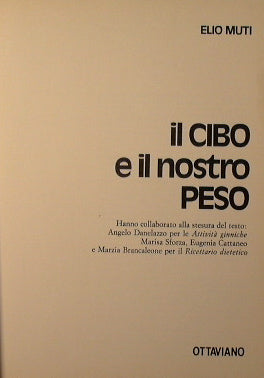 ELIO MUTI
il CIBO
e il nostro
PESO
Hanno collaborato alla stesura del testo:
Angelo Daneluzzo per le Attività ginniche
Marisa Sforza, Eugenia Cattaneo
e Marzia Brancaleone per il Ricettario dietetico
OTTAVIANO